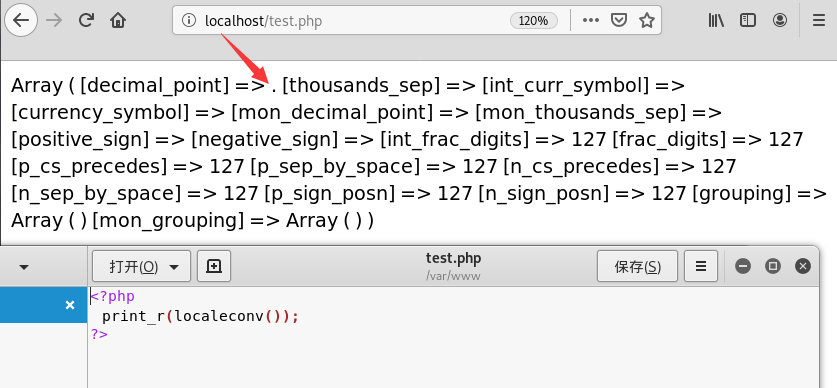 localhost/test.php
120%
Array ( [decimal_point] => . [thousands_sep] => [int_curr_symbol] =>
[currency_symbol] => [mon_decimal_point] => [mon_thousands_sep] =>
[positive_sign] => [negative_sign] => [int_frac_digits] => 127 [frac_digits] => 127
[p_cs_precedes] => 127 [p_sep_by_space] => 127 [n_cs_precedes] => 127
[n_sep_by_space] => 127 [p_sign_posn] => 127 [n_sign_posn] => 127 [grouping] =>
Array ( ) [mon_grouping] => Array ( ) )
打开(O)
test.php
/var/www
保存(S)
<?php
print_r(localeconv());
?>